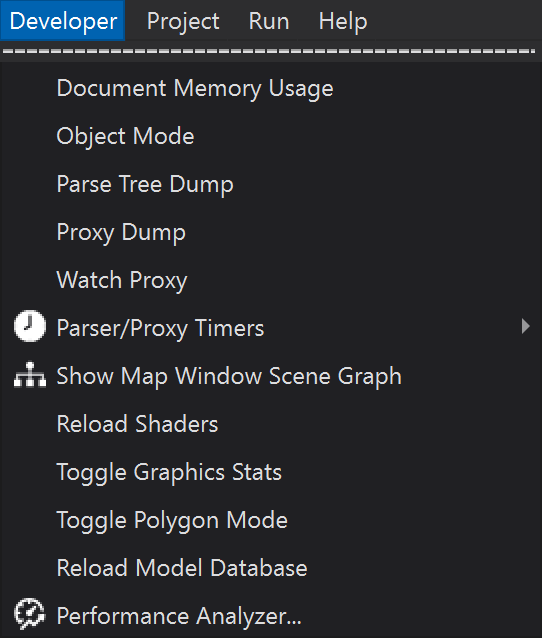 Developer Project Run Help
Document Memory Usage
Object Mode
Parse Tree Dump
Proxy Dump
Watch Proxy
Parser/Proxy Timers
Show Map Window Scene Graph
Reload Shaders
Toggle Graphics Stats
Toggle Polygon Mode
Reload Model Database
Performance Analyzer...